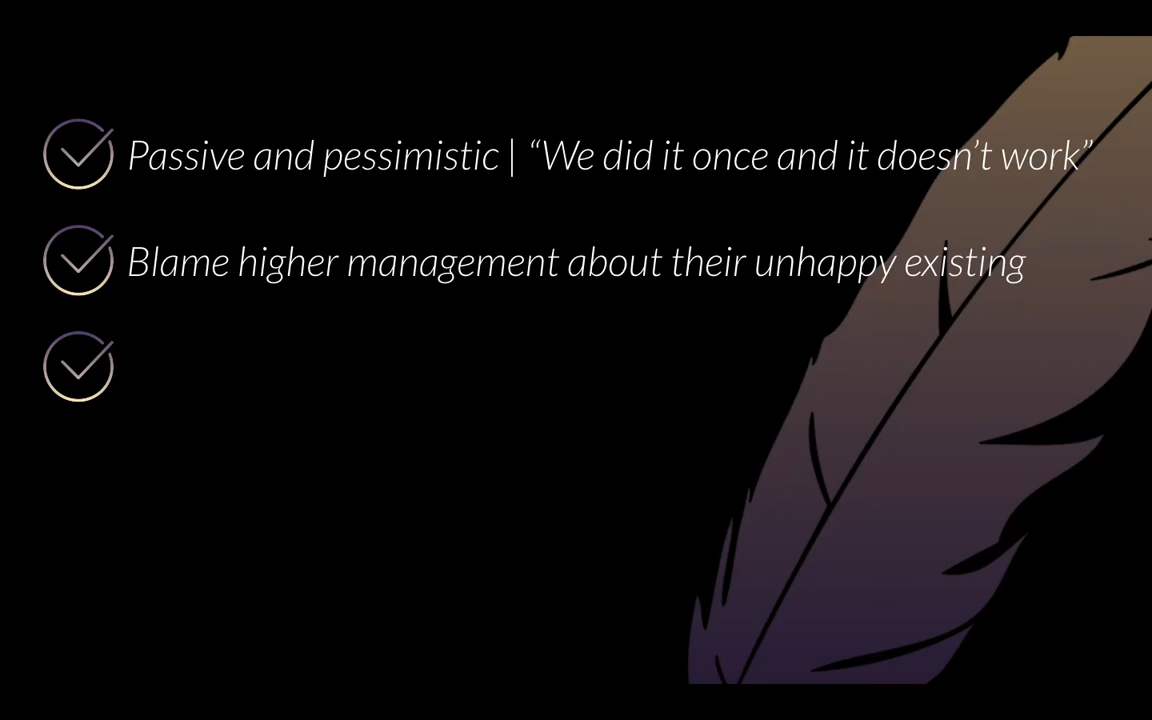 Passive and pessimistic | “We did it once and it doesn’t work”
Blame higher management about their unhappy existing